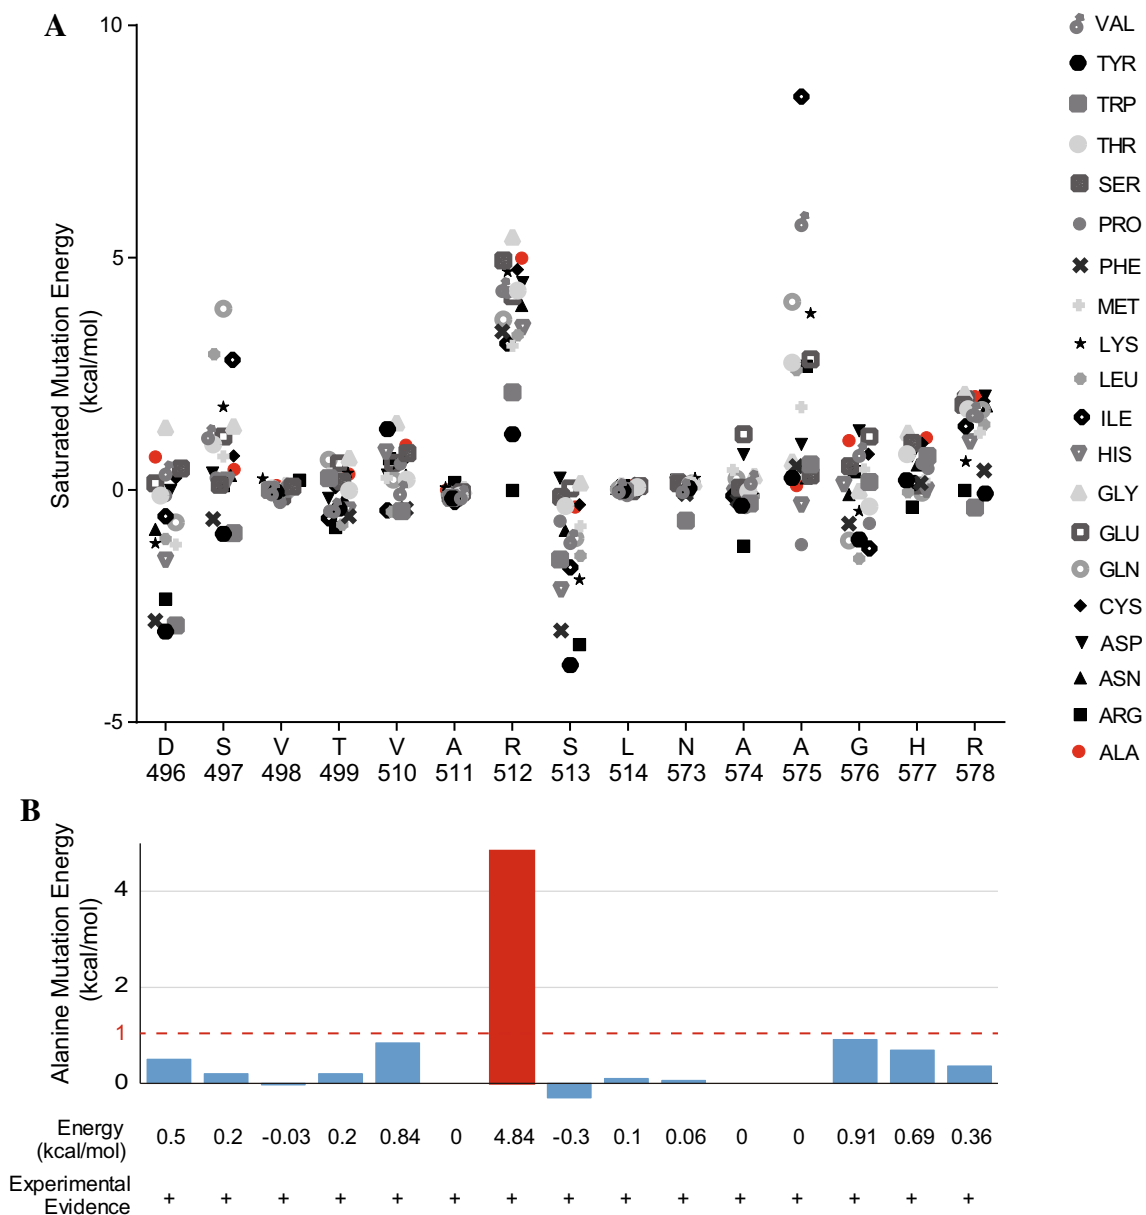 A
10
5
0
-5
Saturated Mutation Energy
(kcal/mol)
VAL
TYR
TRP
THR
SER
PRO
PHE
MET
LYS
LEU
ILE
HIS
GLY
GLU
GLN
CYS
ASP
ASN
ARG
ALA
D S V T V A R S L N A A G H R
496 497 498 499 510 511 512 513 514 573 574 575 576 577 578
B
Alanine Mutation Energy
(kcal/mol)
4
2
1
0
Energy
(kcal/mol)
0.5 0.2 -0.03 0.2 0.84 0 4.84 -0.3 0.1 0.06 0 0 0.91 0.69 0.36
Experimental
Evidence
+ + + + + + + + + + + + + + +